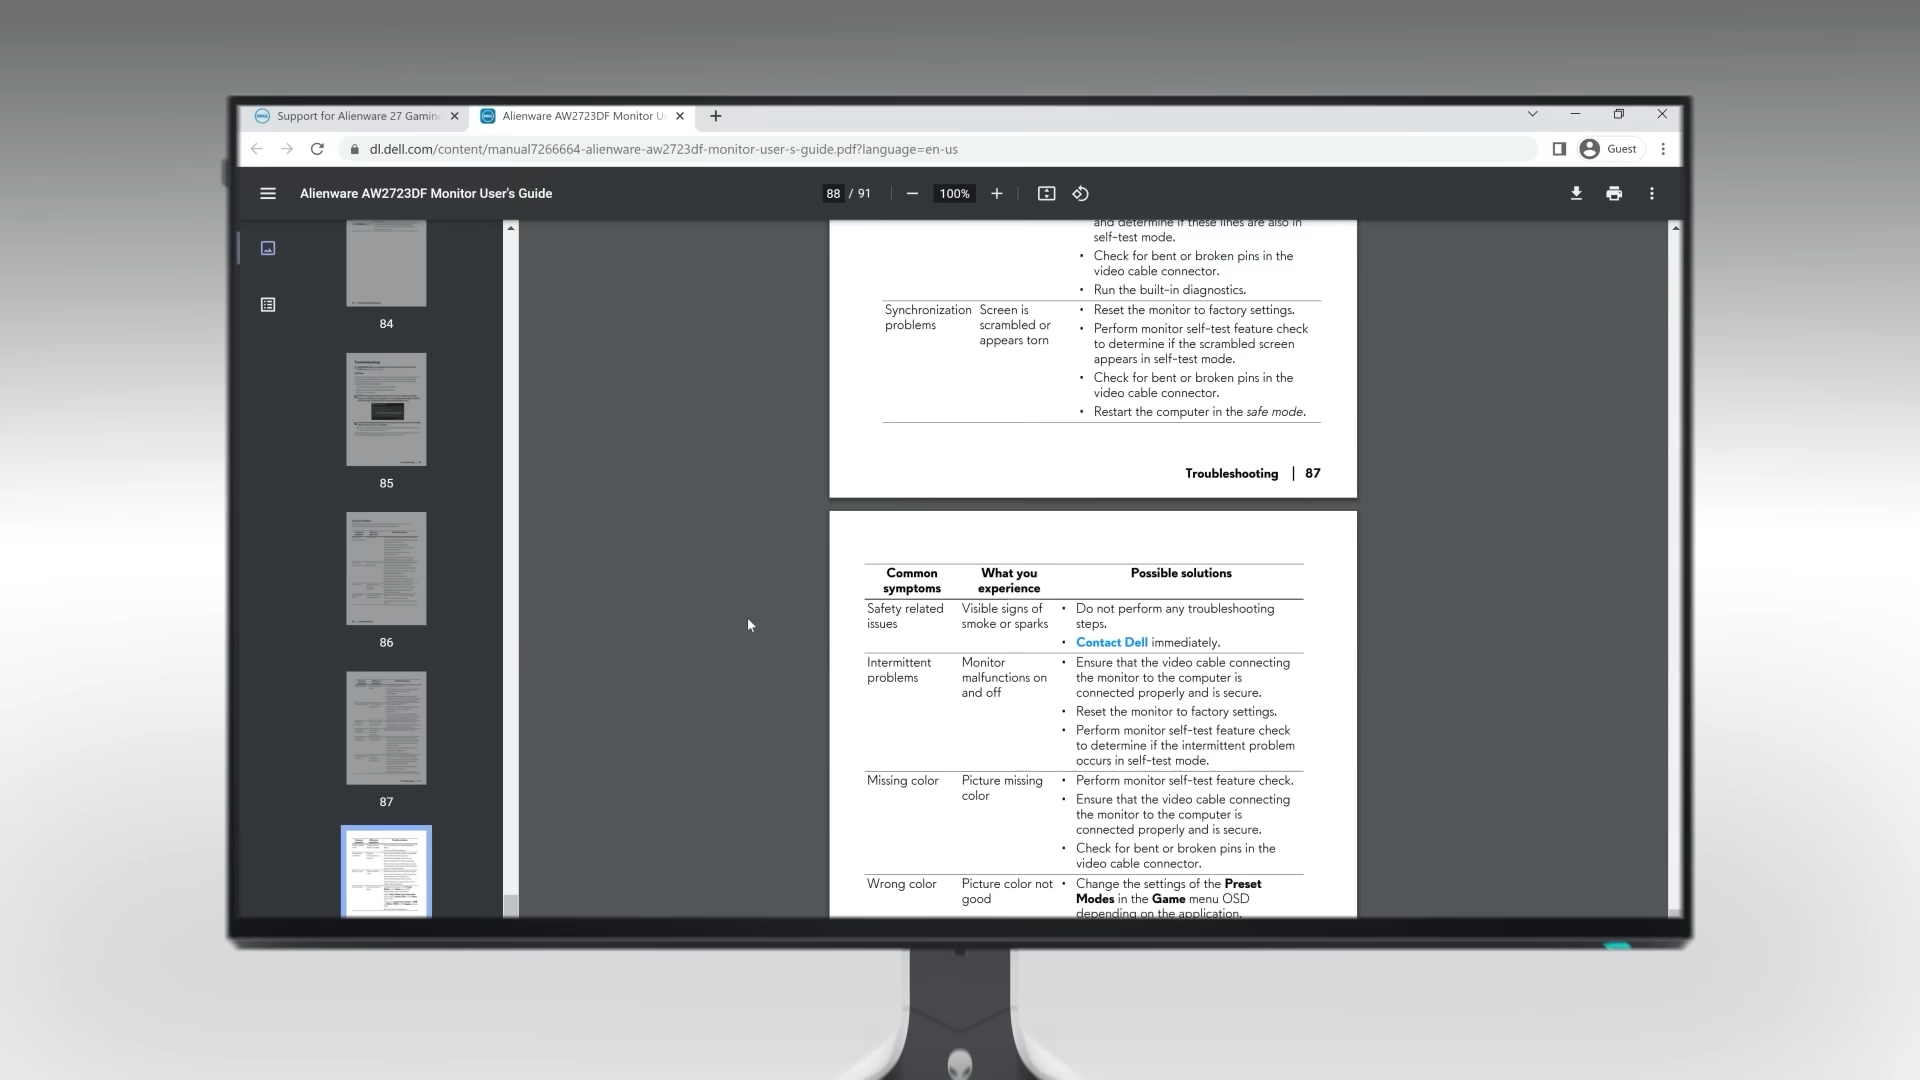 Support for Alienware 27 Gaming
Alienware AW2723DF Monitor U
dl.dell.com/content/manual7266664-alienware-aw2723df-monitor-user-s-guide.pdf?language=en-us
Guest
Alienware AW2723DF Monitor User's Guide
88 / 91
100%
84
85
86
87
and determine if these lines are also in
self-test mode.
• Check for bent or broken pins in the
video cable connector.
• Run the built-in diagnostics.
Synchronization Screen is • Reset the monitor to factory settings.
problems scrambled or • Perform monitor self-test feature check
appears torn to determine if the scrambled screen
appears in self-test mode.
• Check for bent or broken pins in the
video cable connector.
• Restart the computer in the safe mode.
Troubleshooting | 87
Common What you Possible solutions
symptoms experience
Safety related Visible signs of • Do not perform any troubleshooting
issues smoke or sparks steps.
• Contact Dell immediately.
Intermittent Monitor • Ensure that the video cable connecting
problems malfunctions on the monitor to the computer is
and off connected properly and is secure.
• Reset the monitor to factory settings.
• Perform monitor self-test feature check
to determine if the intermittent problem
occurs in self-test mode.
Missing color Picture missing • Perform monitor self-test feature check.
color • Ensure that the video cable connecting
the monitor to the computer is
connected properly and is secure.
• Check for bent or broken pins in the
video cable connector.
Wrong color Picture color not • Change the settings of the Preset
good Modes in the Game menu OSD
depending on the application.